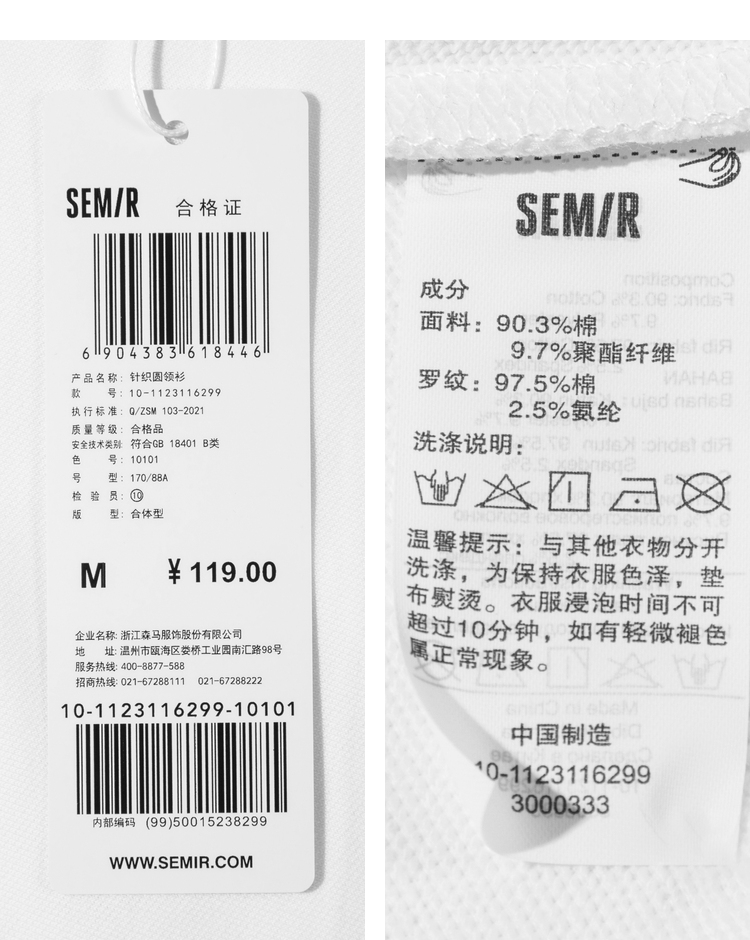 SEMIR 合格证
6 904383 618446
产品名称: 针织圆领衫
款 号: 10-1123116299
执行标准: Q/ZSM 103-2021
质量等级: 合格品
安全技术类别: 符合GB 18401 B类
色 号: 10101
号 型: 170/88A
检 验 员: ⑩
版 型: 合体型
M ¥119.00
企业名称: 浙江森马服饰股份有限公司
地 址: 温州市瓯海区娄桥工业园南汇路98号
服务热线: 400-8877-588
招商热线: 021-67288111 021-67288222
10-1123116299-10101
内部编码 (99)50015238299
WWW.SEMIR.COM
SEMIR
成分
面料：90.3%棉
9.7%聚酯纤维
罗纹：97.5%棉
2.5%氨纶
洗涤说明：
温馨提示：与其他衣物分开
洗涤，为保持衣服色泽，垫
布熨烫。衣服浸泡时间不可
超过10分钟，如有轻微褪色
属正常现象。
中国制造
10-1123116299
3000333